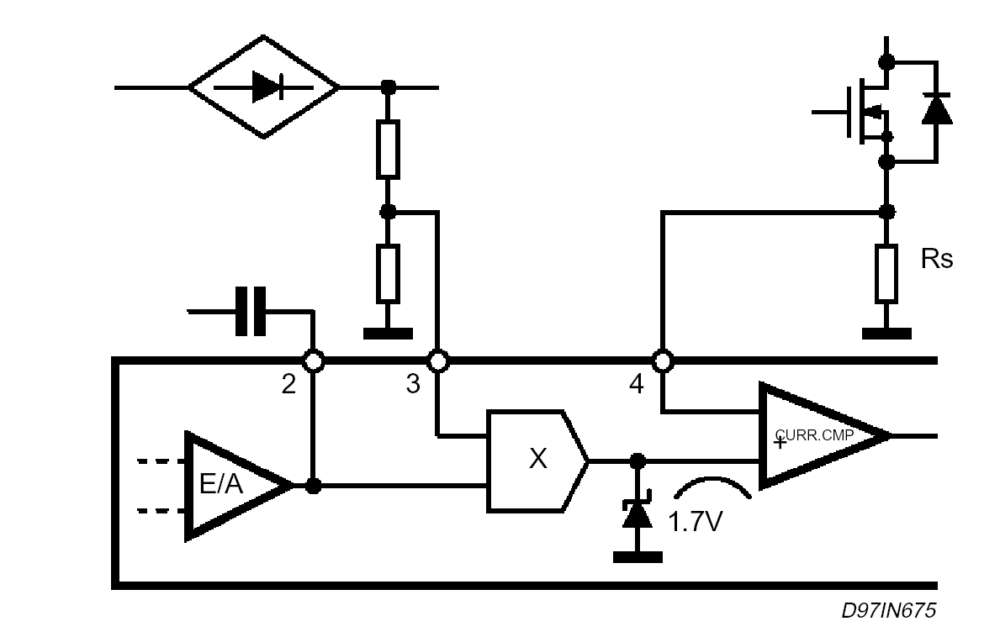 Rs
2
3
4
CURR.CMP
+
X
E/A
1.7V
D97IN675